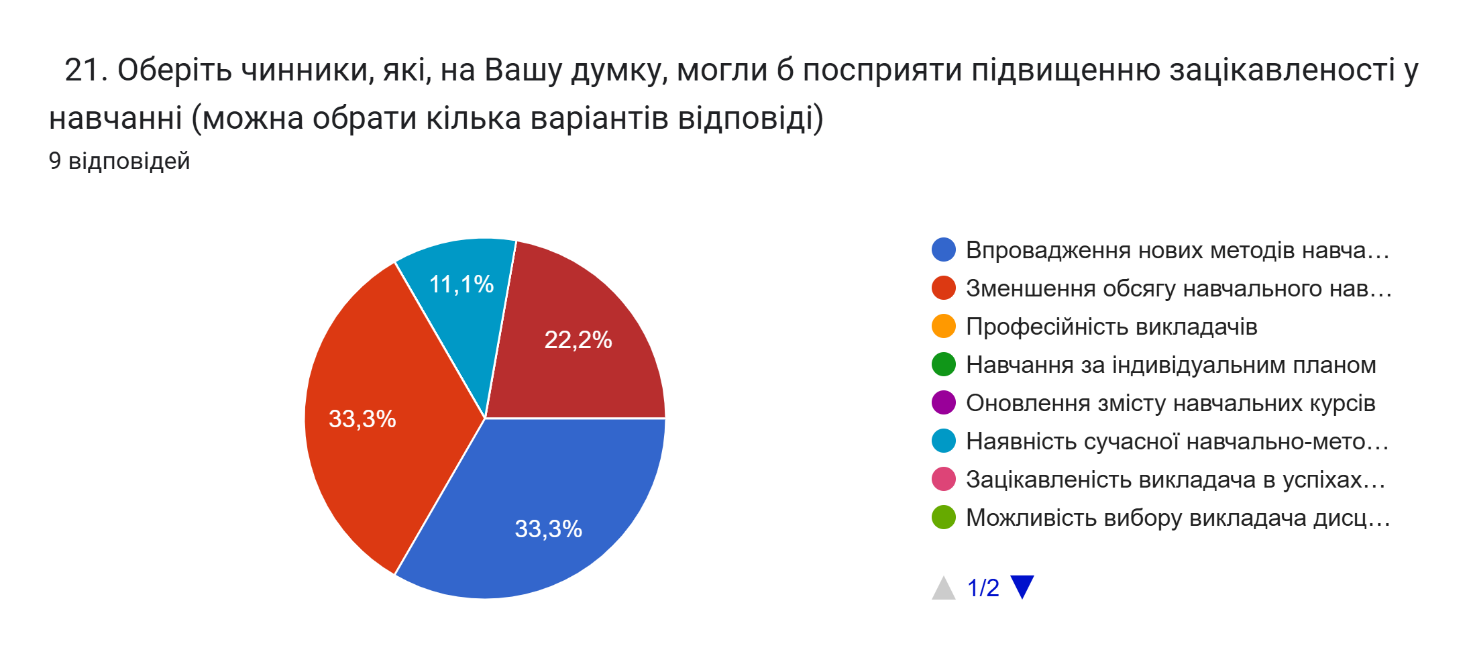 21. Оберіть чинники, які, на Вашу думку, могли б посприяти підвищенню зацікавленості у
навчанні (можна обрати кілька варіантів відповіді)
9 відповідей
11,1%
22,2%
33,3%
33,3%
Впровадження нових методів навча...
Зменшення обсягу навчального нав...
Професійність викладачів
Навчання за індивідуальним планом
Оновлення змісту навчальних курсів
Наявність сучасної навчально-мето...
Зацікавленість викладача в успіхах...
Можливість вибору викладача дисц...
1/2